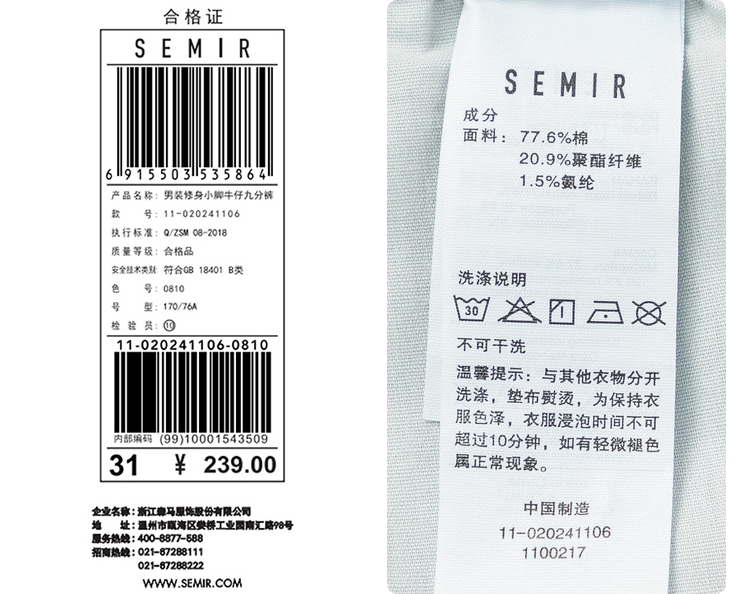 合格证
SEMIR
6 915503 535864
产品名称: 男装修身小脚牛仔九分裤
款 号: 11-020241106
执行标准: Q/ZSM 08-2018
质量等级: 合格品
安全技术类别: 符合GB 18401 B类
色 号: 0810
号 型: 170/76A
检 验 员: ⑩
11-020241106-0810
内部编码 (99)10001543509
31 ¥ 239.00
企业名称: 浙江森马服饰股份有限公司
地 址: 温州市瓯海区娄桥工业园南汇路98号
服务热线: 400-8877-588
招商热线: 021-67288111
021-67288222
WWW.SEMIR.COM
SEMIR
成分
面料: 77.6%棉
20.9%聚酯纤维
1.5%氨纶
洗涤说明
30
不可干洗
温馨提示: 与其他衣物分开
洗涤, 垫布熨烫, 为保持衣
服色泽, 衣服浸泡时间不可
超过10分钟, 如有轻微褪色
属正常现象。
中国制造
11-020241106
1100217